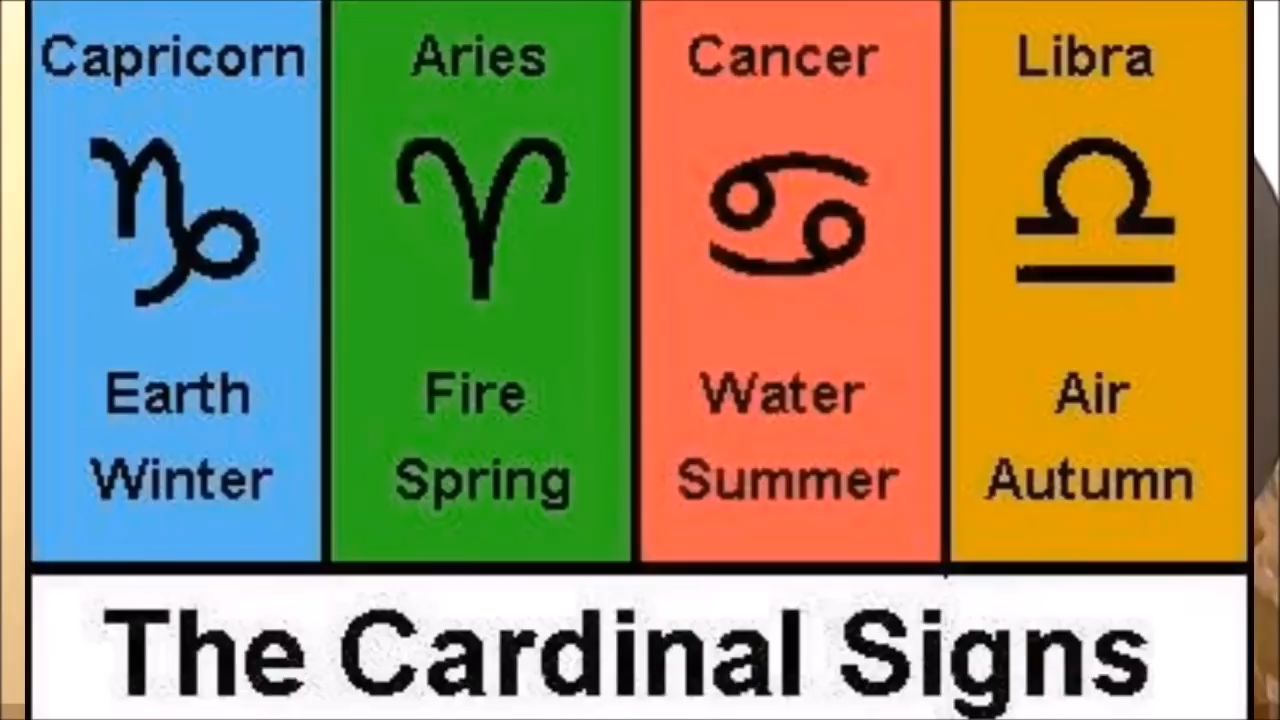 Capricorn Aries Cancer Libra
Earth Fire Water Air
Winter Spring Summer Autumn
The Cardinal Signs